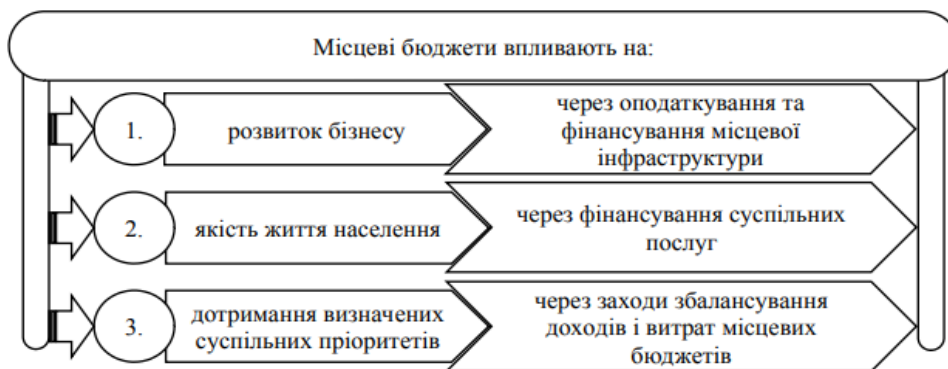 Місцеві бюджети впливають на:
1.
розвиток бізнесу
через оподаткування та
фінансування місцевої
інфраструктури
2.
якість життя населення
через фінансування суспільних
послуг
3.
дотримання визначених
суспільних пріоритетів
через заходи збалансування
доходів і витрат місцевих
бюджетів